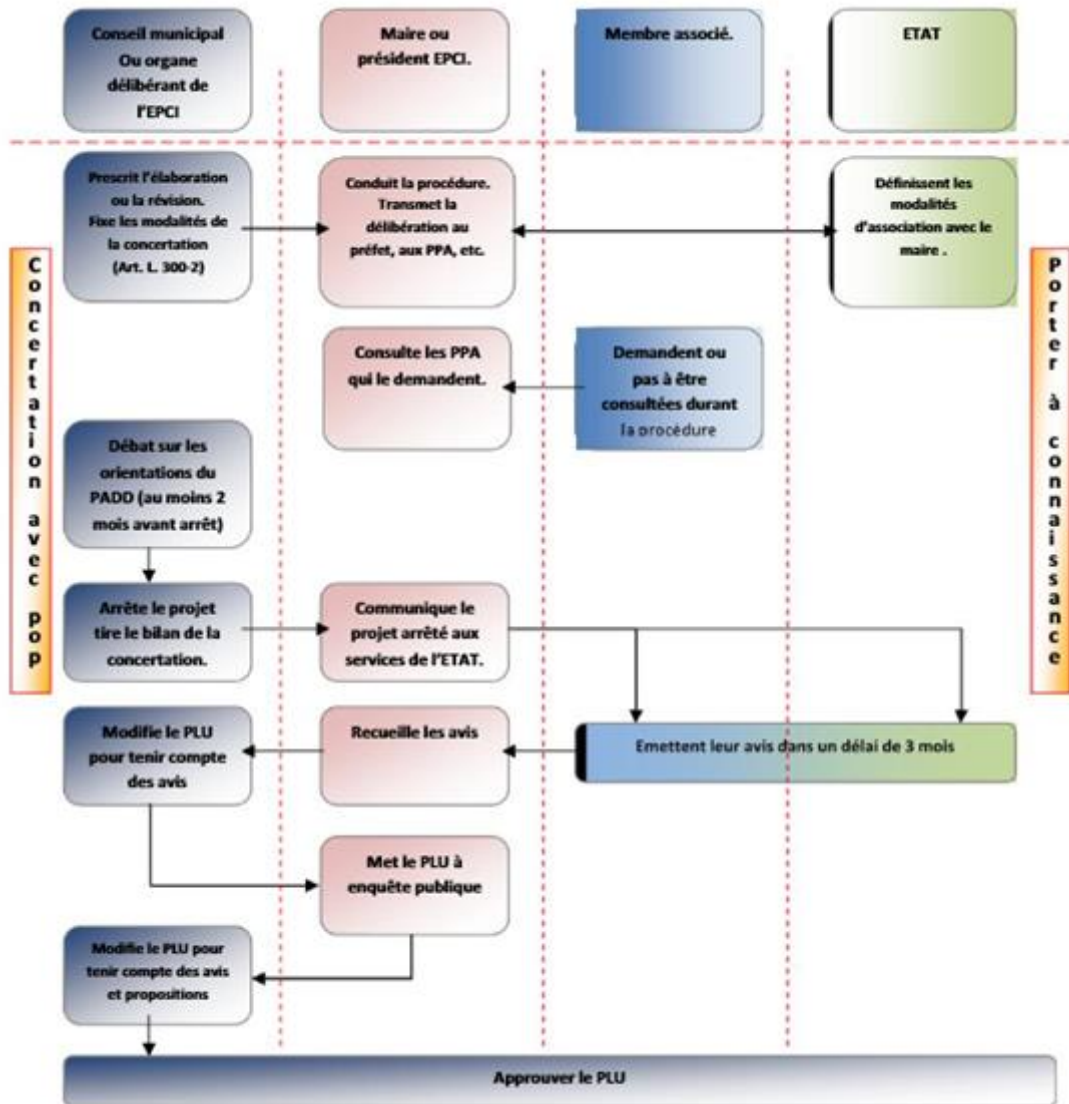 Conseil municipal
Ou organe
délibérant de
l'EPCI
Maire ou
président EPCI.
Membre associé.
ETAT
Prescrit l'élaboration
ou la révision.
Fixe les modalités de
la concertation
(Art. L. 300-2)
Conduit la procédure.
Transmet la
délibération au
préfet, aux PPA, etc.
Définissent les
modalités
d'association avec le
maire .
Concertation avec pop
Porter à connaissance
Consulte les PPA
qui le demandent.
Demandent ou
pas à être
consultées durant
la procédure
Débat sur les
orientations du
PADD (au moins 2
mois avant arrêt)
Arrête le projet
tire le bilan de la
concertation.
Communique le
projet arrêté aux
services de l'ETAT.
Modifie le PLU
pour tenir compte
des avis
Recueille les avis
Emettent leur avis dans un délai de 3 mois
Met le PLU à
enquête publique
Modifie le PLU pour
tenir compte des avis
et propositions
Approuver le PLU